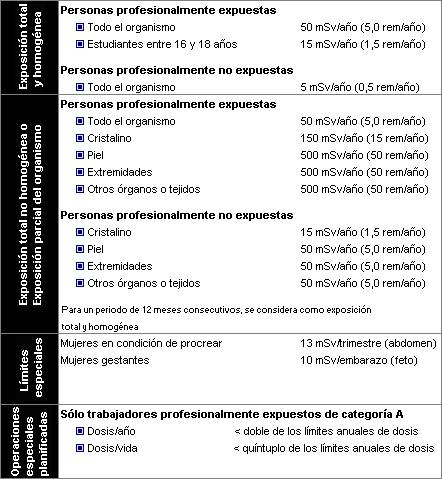 Exposición total
y homogénea
Personas profesionalmente expuestas
Todo el organismo 50 mSv/año (5,0 rem/año)
Estudiantes entre 16 y 18 años 15 mSv/año (1,5 rem/año)
Personas profesionalmente no expuestas
Todo el organismo 5 mSv/año (0,5 rem/año)
Exposición total no homogénea o
Exposición parcial del organismo
Personas profesionalmente expuestas
Todo el organismo 50 mSv/año (5,0 rem/año)
Cristalino 150 mSv/año (15 rem/año)
Piel 500 mSv/año (50 rem/año)
Extremidades 500 mSv/año (50 rem/año)
Otros órganos o tejidos 500 mSv/año (50 rem/año)
Personas profesionalmente no expuestas
Cristalino 15 mSv/año (1,5 rem/año)
Piel 50 mSv/año (5,0 rem/año)
Extremidades 50 mSv/año (5,0 rem/año)
Otros órganos o tejidos 50 mSv/año (5,0 rem/año)
Para un periodo de 12 meses consecutivos, se considera como exposición
total y homogénea
Límites
especiales
Mujeres en condición de procrear 13 mSv/trimestre (abdomen)
Mujeres gestantes 10 mSv/embarazo (feto)
Operaciones
especiales
planificadas
Sólo trabajadores profesionalmente expuestos de categoría A
Dosis/año < doble de los límites anuales de dosis
Dosis/vida < quíntuplo de los límites anuales de dosis